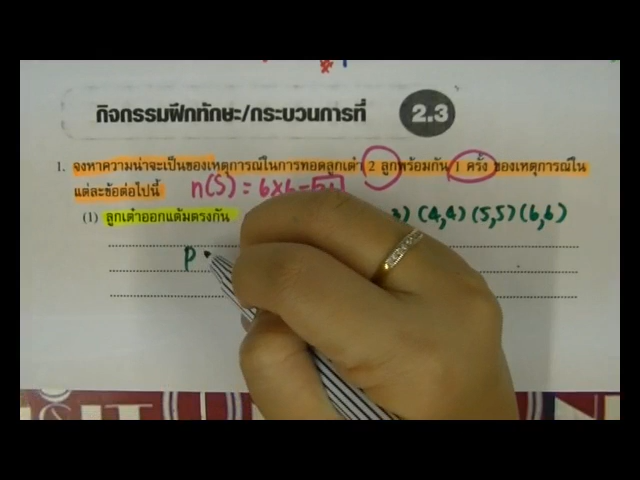 กิจกรรมฝึกทักษะ/กระบวนการที่ 2.3
1. จงหาความน่าจะเป็นของเหตุการณ์ในการทอดลูกเต๋า 2 ลูกพร้อมกัน 1 ครั้ง ของเหตุการณ์ใน
แต่ละข้อต่อไปนี้ n(S) = 6×6 =
(1) ลูกเต๋าออกแต้มตรงกัน 3) (4,4) (5,5) (6,6)
P